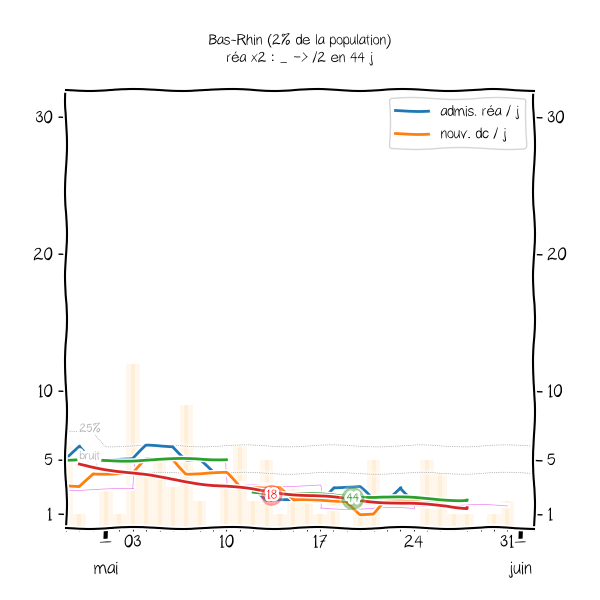 Bas-Rhin (2% de la population)
réa x2 : _ -> /2 en 44 j
admis. réa / j
nouv. dc / j
30
30
20
20
10
10
25%
bruit
5
5
18
44
1
1
03
10
17
24
31
mai
juin